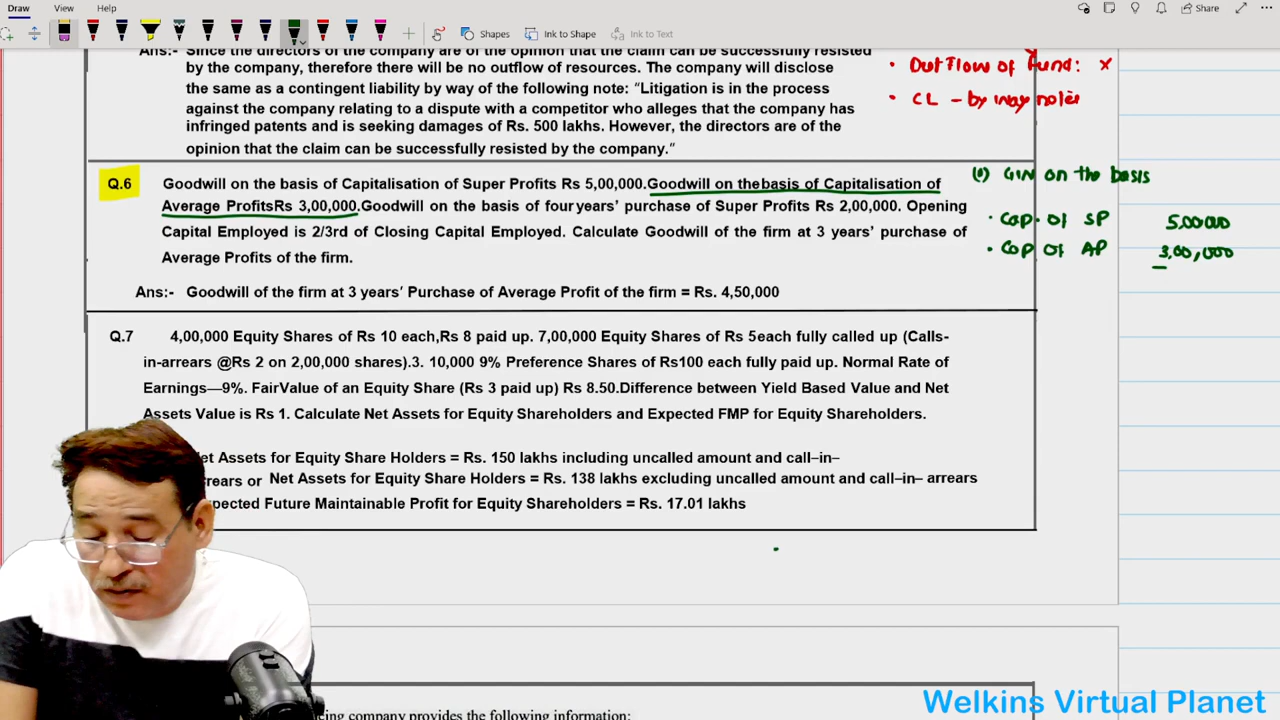 Draw View Help Share
Shapes Ink to Shape Ink to Text
Ans:- Since the directors of the company are of the opinion that the claim can be successfully resisted
by the company, therefore there will be no outflow of resources. The company will disclose
the same as a contingent liability by way of the following note: “Litigation is in the process
against the company relating to a dispute with a competitor who alleges that the company has
infringed patents and is seeking damages of Rs. 500 lakhs. However, the directors are of the
opinion that the claim can be successfully resisted by the company.”
• Outflow of Fund: x
• CL - by way notes
Q.6 Goodwill on the basis of Capitalisation of Super Profits Rs 5,00,000.Goodwill on thebasis of Capitalisation of
Average ProfitsRs 3,00,000.Goodwill on the basis of fouryears’ purchase of Super Profits Rs 2,00,000. Opening
Capital Employed is 2/3rd of Closing Capital Employed. Calculate Goodwill of the firm at 3 years’ purchase of
Average Profits of the firm.
Ans:- Goodwill of the firm at 3 years’ Purchase of Average Profit of the firm = Rs. 4,50,000
G/W on the basis
• Cap. of SP 5,00,000
• Cap of AP 3,00,000
Q.7 4,00,000 Equity Shares of Rs 10 each,Rs 8 paid up. 7,00,000 Equity Shares of Rs 5each fully called up (Calls-
in-arrears @Rs 2 on 2,00,000 shares).3. 10,000 9% Preference Shares of Rs100 each fully paid up. Normal Rate of
Earnings—9%. FairValue of an Equity Share (Rs 3 paid up) Rs 8.50.Difference between Yield Based Value and Net
Assets Value is Rs 1. Calculate Net Assets for Equity Shareholders and Expected FMP for Equity Shareholders.
et Assets for Equity Share Holders = Rs. 150 lakhs including uncalled amount and call–in–
rrears or Net Assets for Equity Share Holders = Rs. 138 lakhs excluding uncalled amount and call–in– arrears
pected Future Maintainable Profit for Equity Shareholders = Rs. 17.01 lakhs
cing company provides the following information:
Welkins Virtual Planet